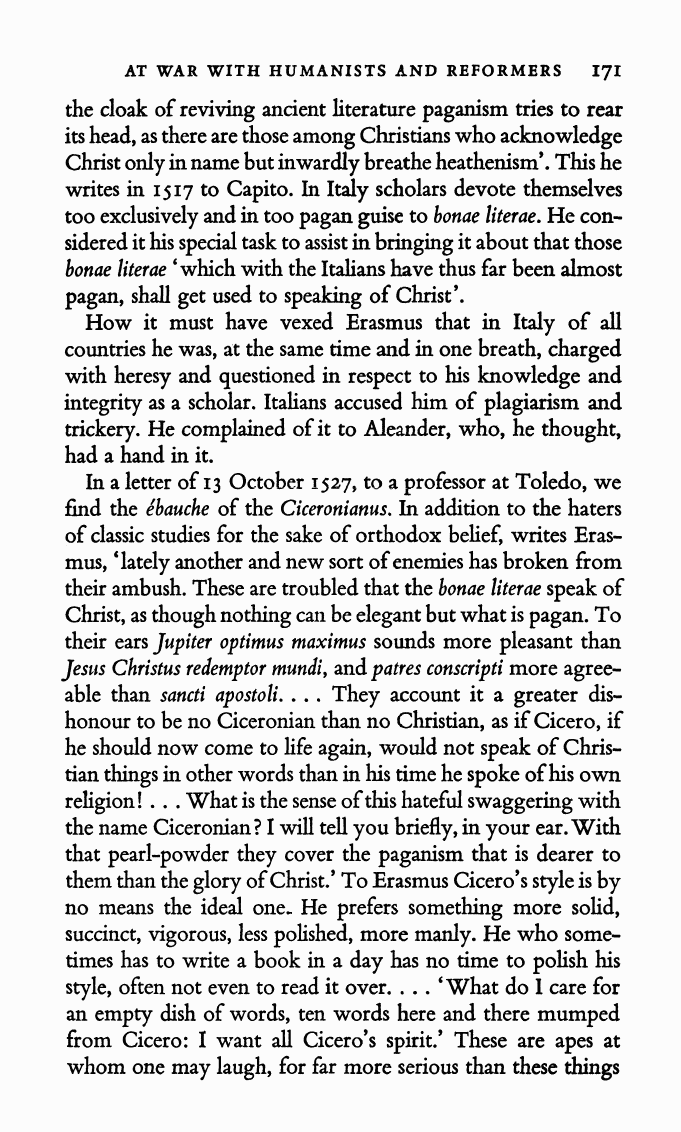 AT WAR WITH HUMANISTS AND REFORMERS 171
the cloak of reviving ancient literature paganism tries to rear
its head, as there are those among Christians who acknowledge
Christ only in name but inwardly breathe heathenism’. This he
writes in 1517 to Capito. In Italy scholars devote themselves
too exclusively and in too pagan guise to bonae literae. He con-
sidered it his special task to assist in bringing it about that those
bonae literae ‘which with the Italians have thus far been almost
pagan, shall get used to speaking of Christ’.
How it must have vexed Erasmus that in Italy of all
countries he was, at the same time and in one breath, charged
with heresy and questioned in respect to his knowledge and
integrity as a scholar. Italians accused him of plagiarism and
trickery. He complained of it to Aleander, who, he thought,
had a hand in it.
In a letter of 13 October 1527, to a professor at Toledo, we
find the ébauche of the Ciceronianus. In addition to the haters
of classic studies for the sake of orthodox belief, writes Eras-
mus, ‘lately another and new sort of enemies has broken from
their ambush. These are troubled that the bonae literae speak of
Christ, as though nothing can be elegant but what is pagan. To
their ears Jupiter optimus maximus sounds more pleasant than
Jesus Christus redemptor mundi, and patres conscripti more agree-
able than sancti apostoli. . . . They account it a greater dis-
honour to be no Ciceronian than no Christian, as if Cicero, if
he should now come to life again, would not speak of Chris-
tian things in other words than in his time he spoke of his own
religion! . . . What is the sense of this hateful swaggering with
the name Ciceronian? I will tell you briefly, in your ear. With
that pearl-powder they cover the paganism that is dearer to
them than the glory of Christ.’ To Erasmus Cicero’s style is by
no means the ideal one. He prefers something more solid,
succinct, vigorous, less polished, more manly. He who some-
times has to write a book in a day has no time to polish his
style, often not even to read it over. . . . ‘What do I care for
an empty dish of words, ten words here and there mumped
from Cicero: I want all Cicero’s spirit.’ These are apes at
whom one may laugh, for far more serious than these things